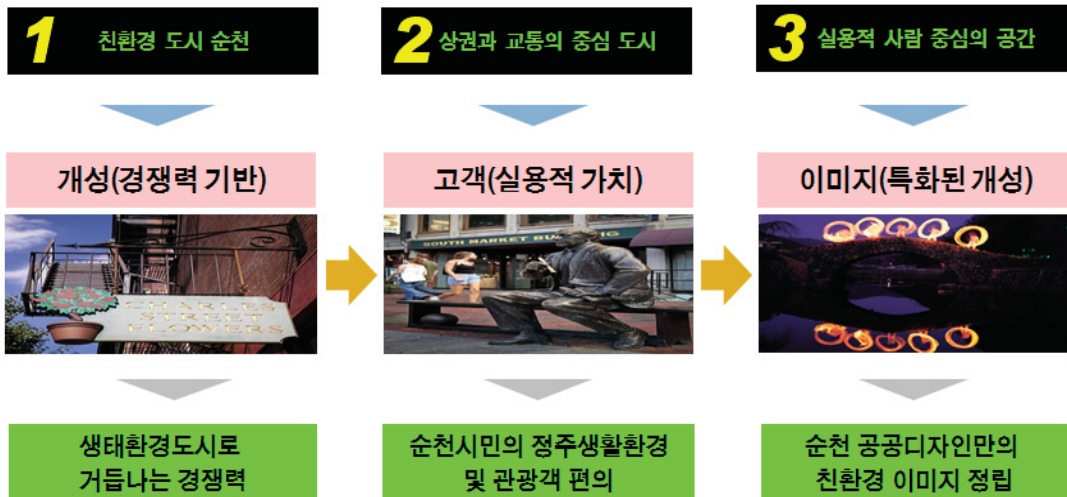 1 친환경 도시 순천
2 상권과 교통의 중심 도시
3 실용적 사람 중심의 공간
개성(경쟁력 기반)
고객(실용적 가치)
이미지(특화된 개성)
CHARLES
STREET
FLOWERS
SOUTH MARKET BUILDING
생태환경도시로
거듭나는 경쟁력
순천시민의 정주생활환경
및 관광객 편의
순천 공공디자인만의
친환경 이미지 정립